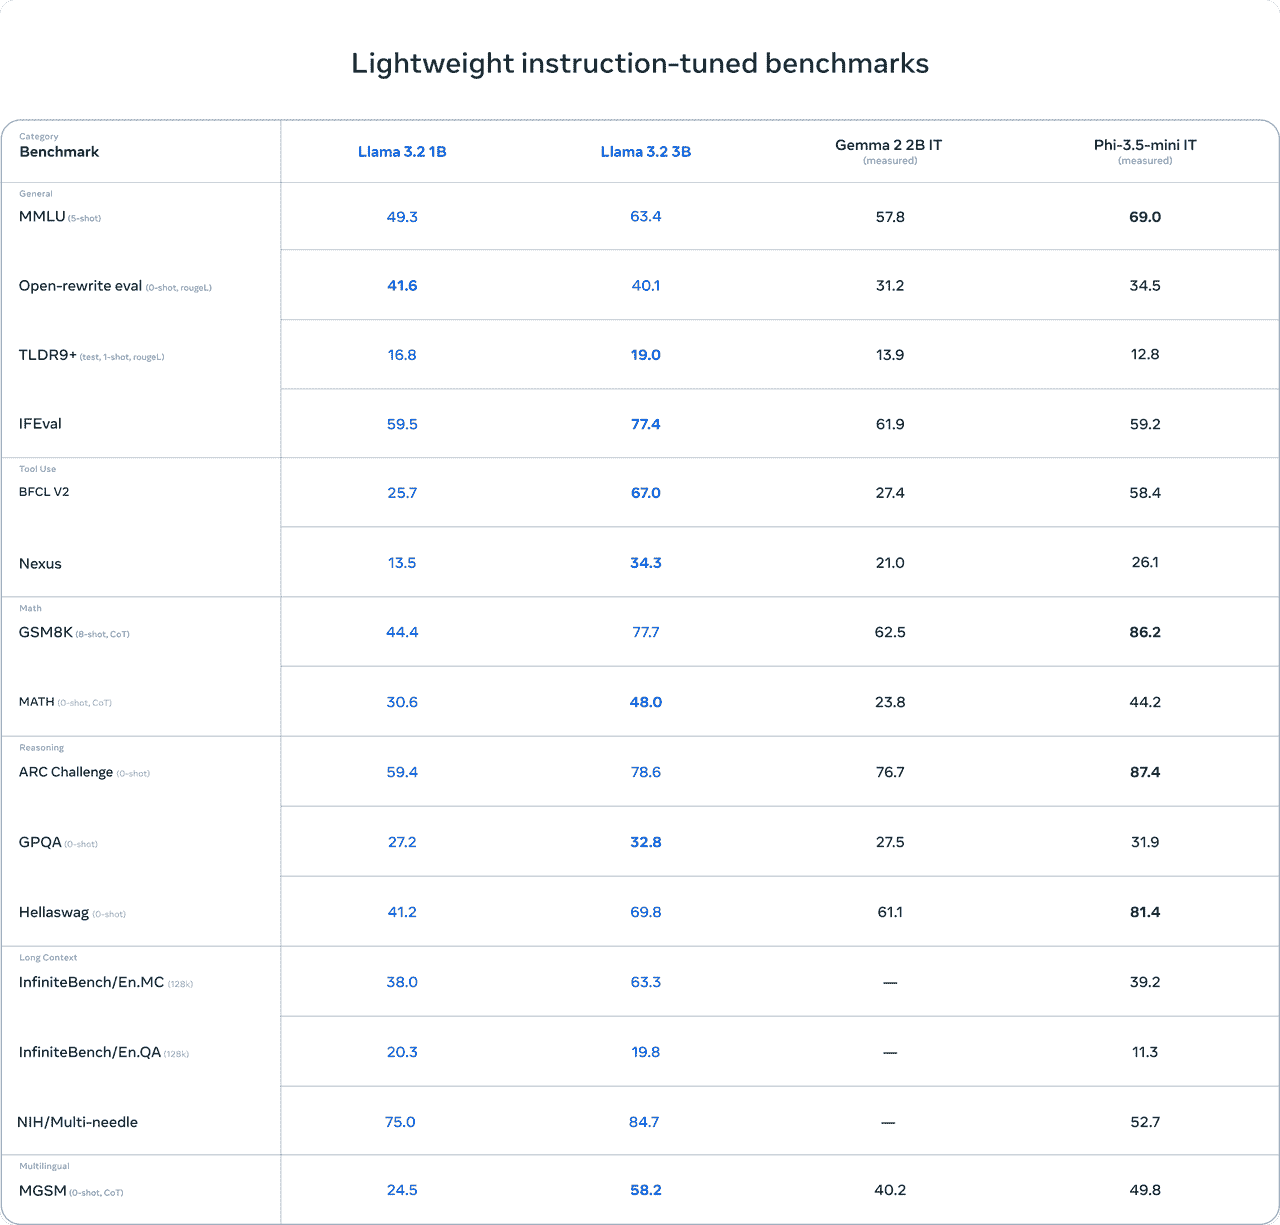 Lightweight instruction-tuned benchmarks
Category
Benchmark
Llama 3.2 1B
Llama 3.2 3B
Gemma 2 2B IT
(measured)
Phi-3.5-mini IT
(measured)
General
MMLU (5-shot) 49.3 63.4 57.8 69.0
Open-rewrite eval (0-shot, rougeL) 41.6 40.1 31.2 34.5
TLDR9+ (test, 1-shot, rougeL) 16.8 19.0 13.9 12.8
IFEval 59.5 77.4 61.9 59.2
Tool Use
BFCL V2 25.7 67.0 27.4 58.4
Nexus 13.5 34.3 21.0 26.1
Math
GSM8K (8-shot, CoT) 44.4 77.7 62.5 86.2
MATH (0-shot, CoT) 30.6 48.0 23.8 44.2
Reasoning
ARC Challenge (0-shot) 59.4 78.6 76.7 87.4
GPQA (0-shot) 27.2 32.8 27.5 31.9
Hellaswag (0-shot) 41.2 69.8 61.1 81.4
Long Context
InfiniteBench/En.MC (128k) 38.0 63.3 — 39.2
InfiniteBench/En.QA (128k) 20.3 19.8 — 11.3
NIH/Multi-needle 75.0 84.7 — 52.7
Multilingual
MGSM (0-shot, CoT) 24.5 58.2 40.2 49.8